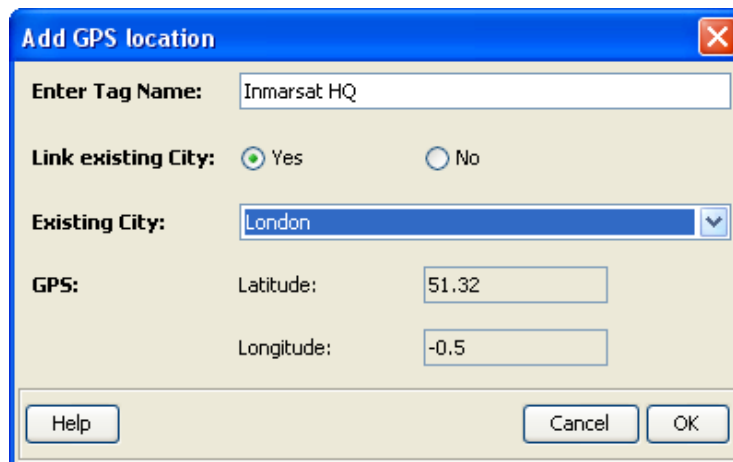 Add GPS location
Enter Tag Name: Inmarsat HQ
Link existing City: Yes No
Existing City: London
GPS: Latitude: 51.32
Longitude: -0.5
Help Cancel OK